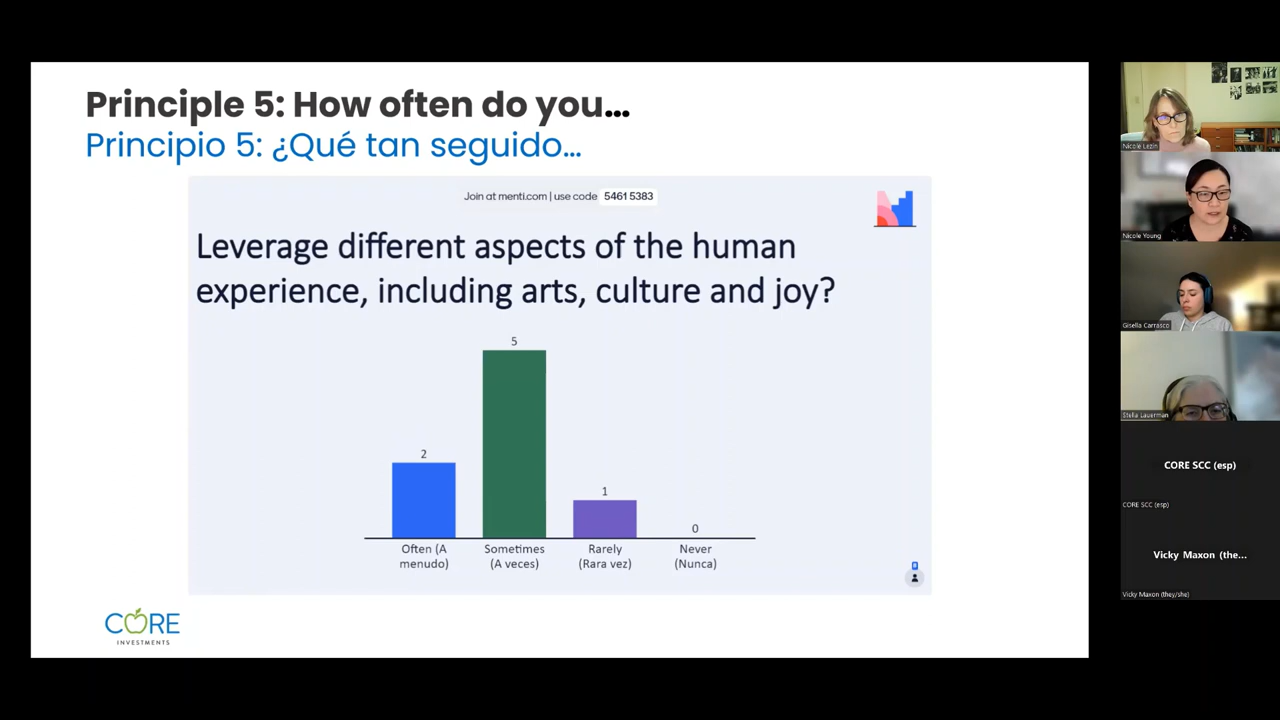 Principle 5: How often do you...
Principio 5: ¿Qué tan seguido...
Join at menti.com | use code 5461 5383
Leverage different aspects of the human
experience, including arts, culture and joy?
2
5
1
0
Often (A
menudo)
Sometimes
(A veces)
Rarely
(Rara vez)
Never
(Nunca)
CORE
INVESTMENTS
Nicole Lezin
Nicole Young
Gisella Carrasco
Stella Lauerman
CORE SCC (esp)
CORE SCC (esp)
Vicky Maxon (the...
Vicky Maxon (they/she)